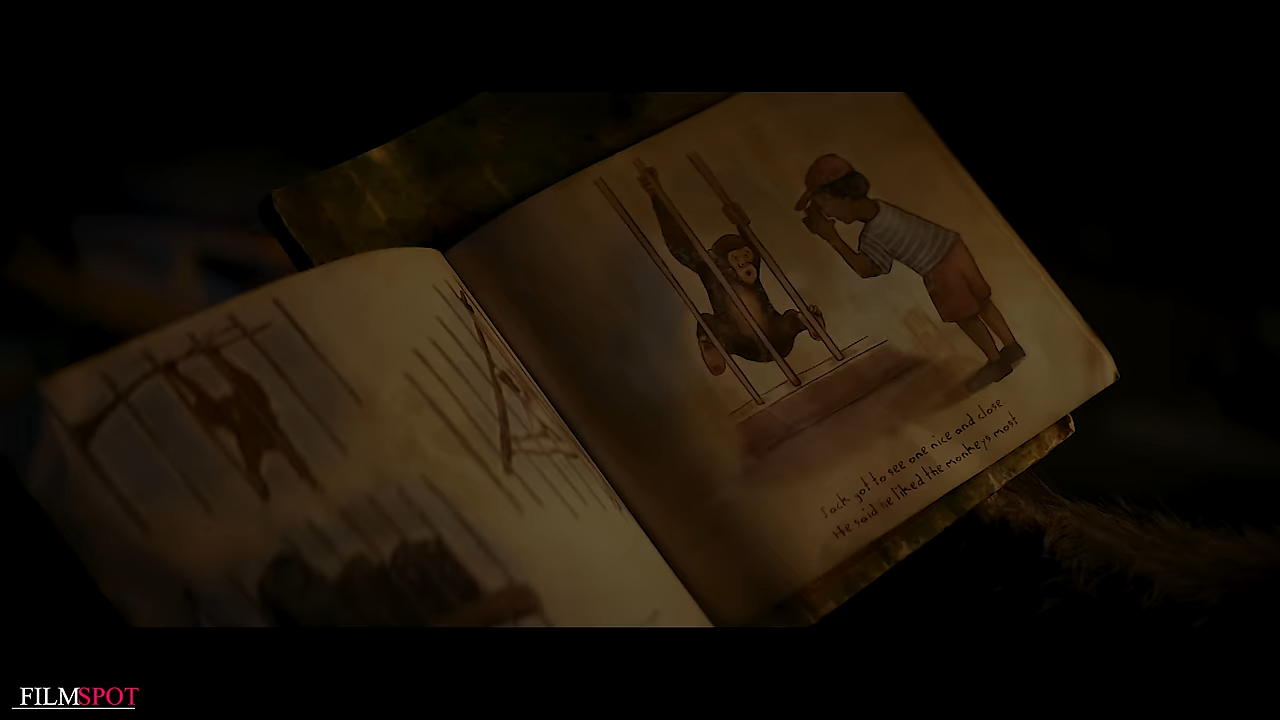 Jack got to see one nice and close
He said he liked the monkeys most
FILMSPOT